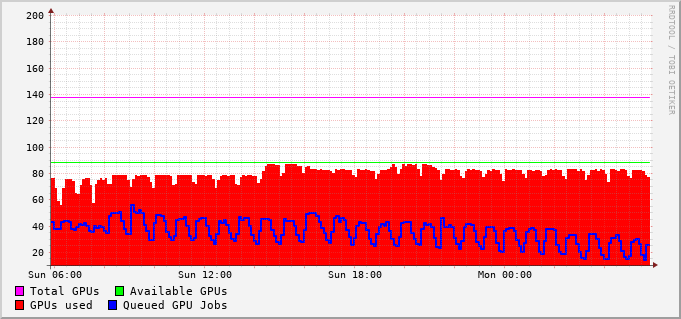 200
180
160
140
120
100
80
60
40
20
Sun 06:00 Sun 12:00 Sun 18:00 Mon 00:00
Total GPUs Available GPUs
GPUs used Queued GPU Jobs
RRDTOOL / TOBI OETIKER